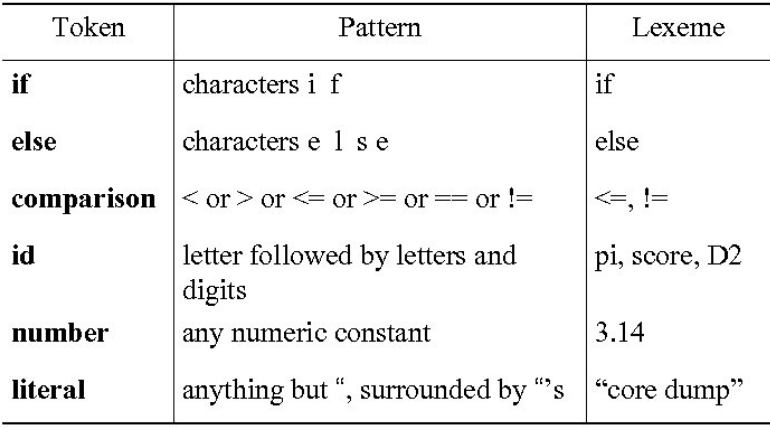 Token Pattern Lexeme
if characters i f if
else characters e l s e else
comparison < or > or <= or >= or == or != <=, !=
id letter followed by letters and pi, score, D2
digits
number any numeric constant 3.14
literal anything but “, surrounded by “’s “core dump”